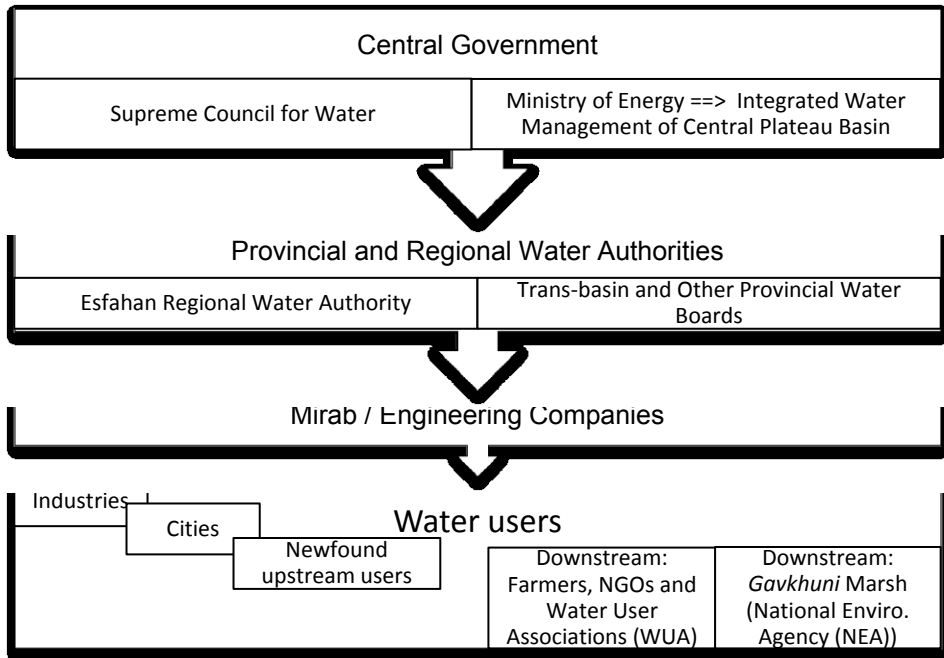 Central Government
Supreme Council for Water
Ministry of Energy ==> Integrated Water
Management of Central Plateau Basin
Provincial and Regional Water Authorities
Esfahan Regional Water Authority
Trans-basin and Other Provincial Water
Boards
Mirab / Engineering Companies
Water users
Industries
Cities
Newfound
upstream users
Downstream:
Farmers, NGOs and
Water User
Associations (WUA)
Downstream:
Gavkhuni Marsh
(National Enviro.
Agency (NEA))